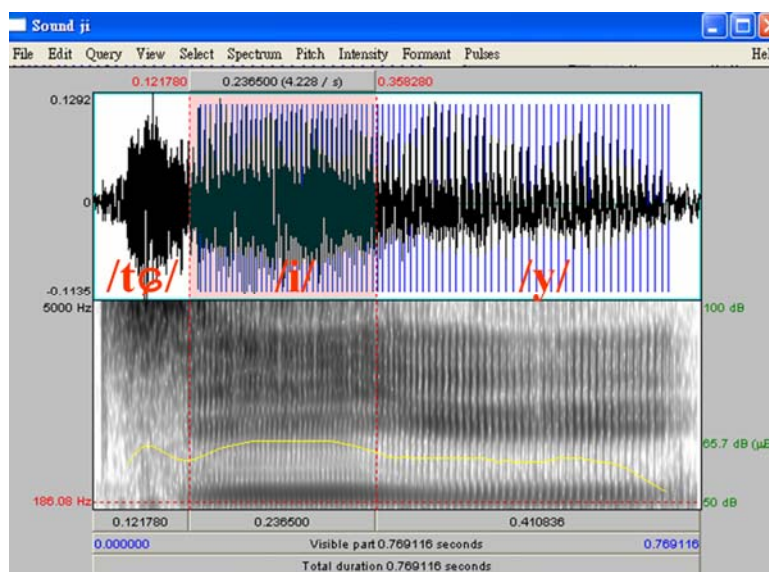 Sound ji
File Edit Query View Select Spectrum Pitch Intensity Formant Pulses Hel
0.121780 0.236500 (4.228 / s) 0.358280
0.1292
0
-0.1135
/tɕ/ /i/ /y/
5000 Hz 100 dB
65.7 dB (µE
186.08 Hz 50 dB
0.121780 0.236500 0.410836
0.000000 Visible part 0.769116 seconds 0.769116
Total duration 0.769116 seconds